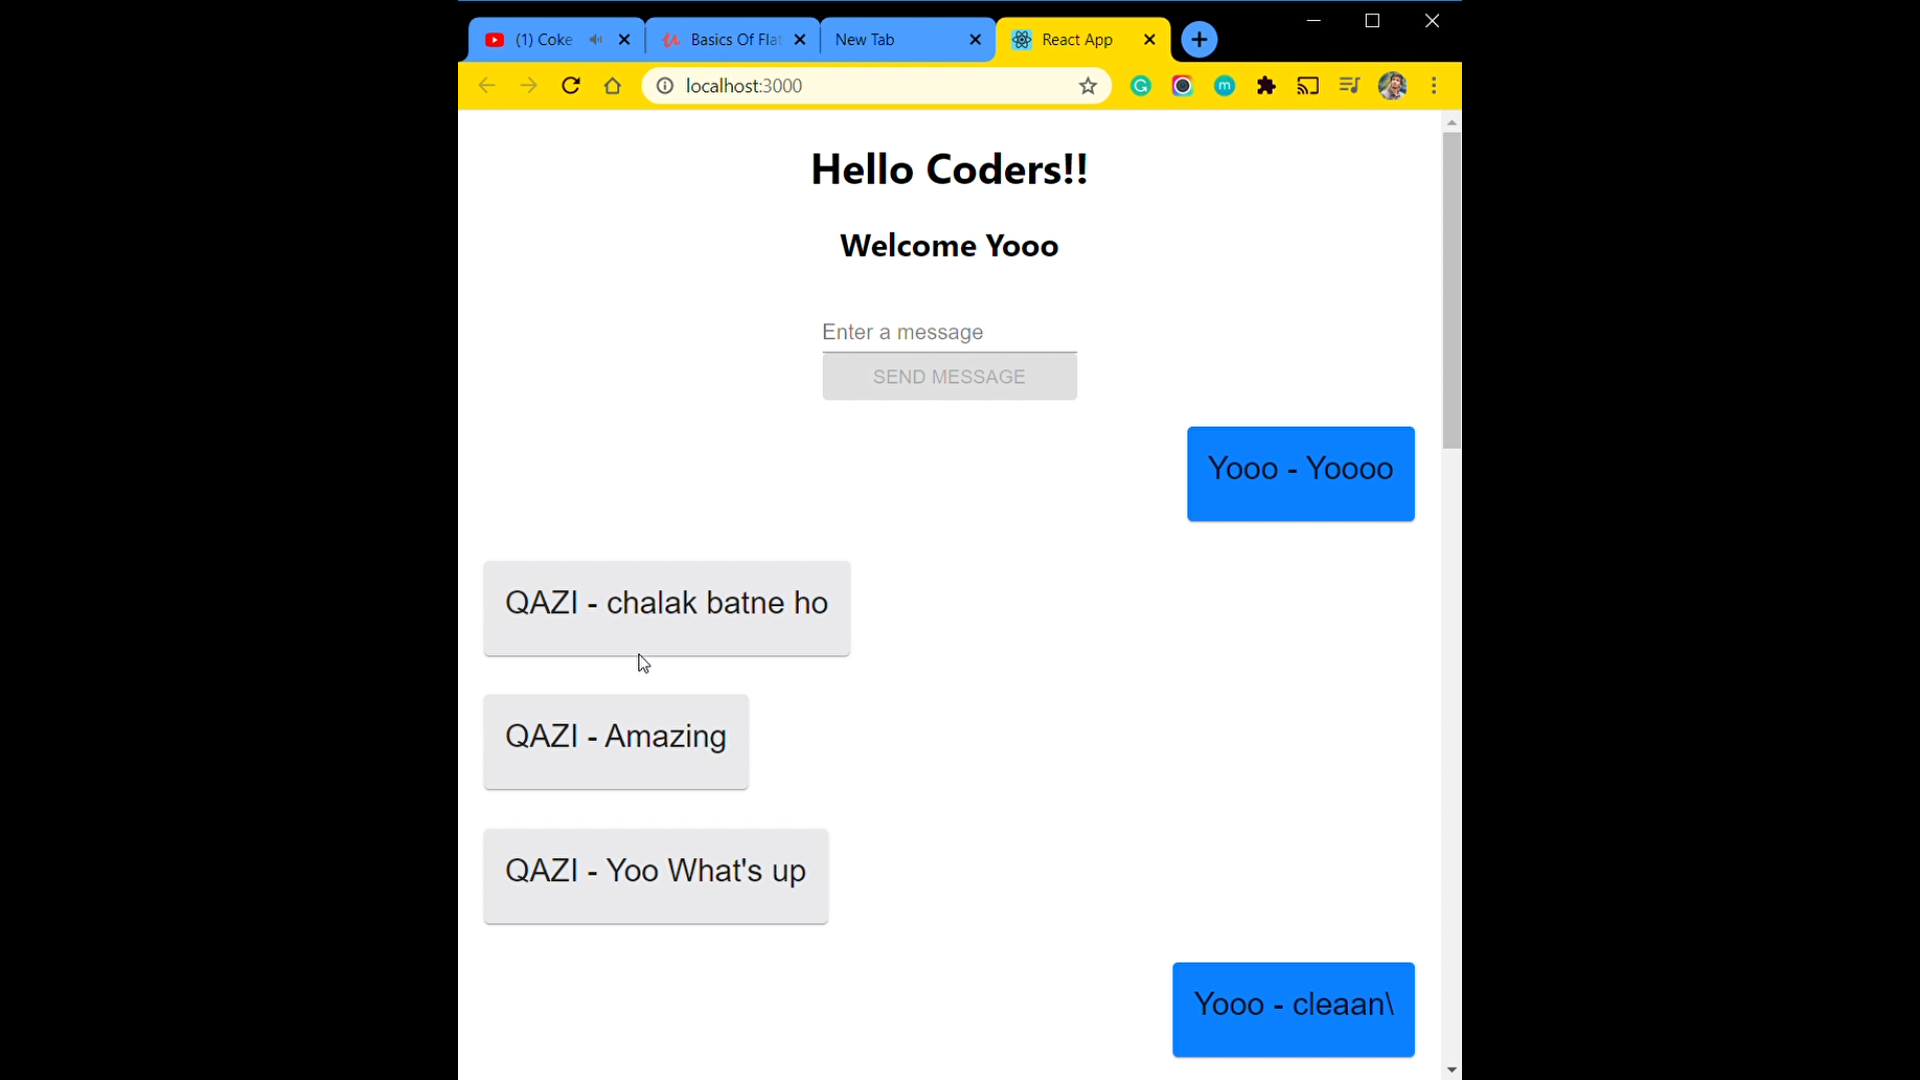 (1) Coke
Basics Of Flat
New Tab
React App
localhost:3000
Hello Coders!!
Welcome Yooo
Enter a message
SEND MESSAGE
Yooo - Yoooo
QAZI - chalak batne ho
QAZI - Amazing
QAZI - Yoo What's up
Yooo - cleaan\